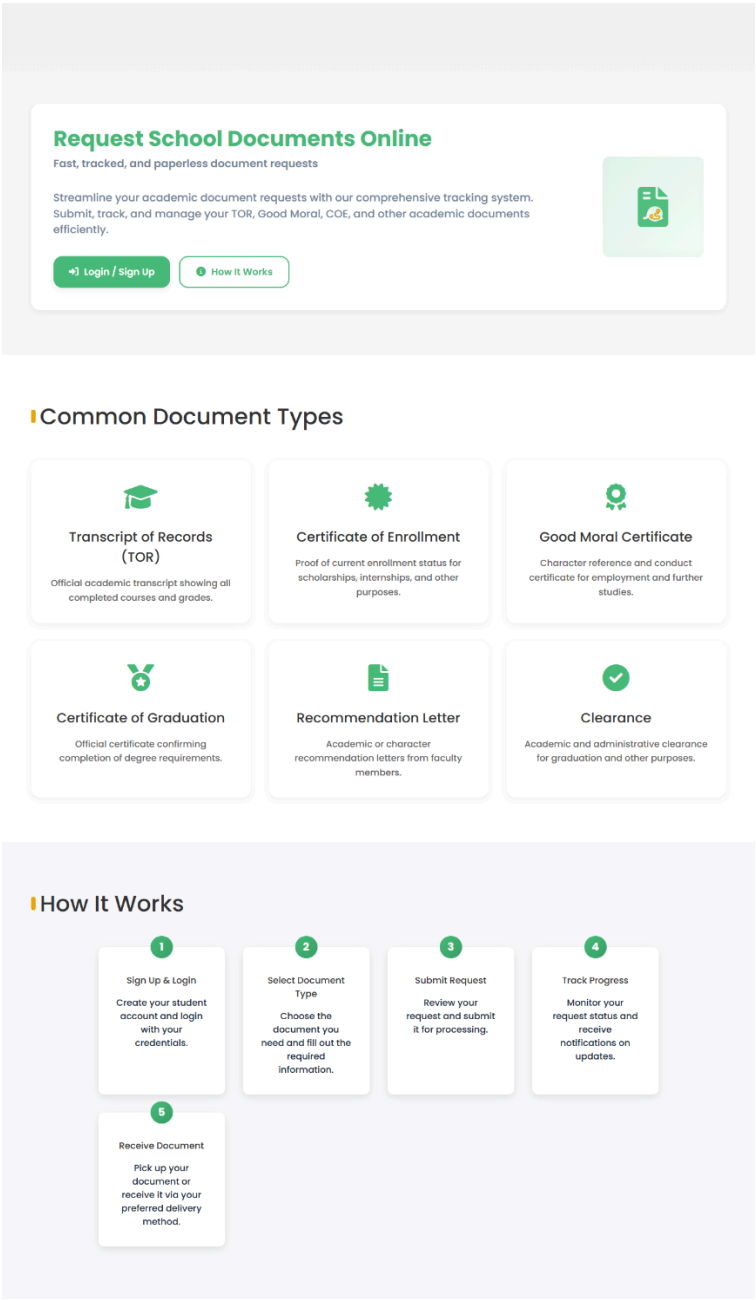 Request School Documents Online
Fast, tracked, and paperless document requests
Streamline your academic document requests with our comprehensive tracking system.
Submit, track, and manage your TOR, Good Moral, COE, and other academic documents
efficiently.
Login / Sign Up
How It Works
Common Document Types
Transcript of Records
(TOR)
Official academic transcript showing all
completed courses and grades.
Certificate of Enrollment
Proof of current enrollment status for
scholarships, internships, and other
purposes.
Good Moral Certificate
Character reference and conduct
certificate for employment and further
studies.
Certificate of Graduation
Official certificate confirming
completion of degree requirements.
Recommendation Letter
Academic or character
recommendation letters from faculty
members.
Clearance
Academic and administrative clearance
for graduation and other purposes.
How It Works
1
Sign Up & Login
Create your student
account and login
with your
credentials.
2
Select Document
Type
Choose the
document you
need and fill out the
required
information.
3
Submit Request
Review your
request and submit
it for processing.
4
Track Progress
Monitor your
request status and
receive
notifications on
updates.
5
Receive Document
Pick up your
document or
receive it via your
preferred delivery
method.